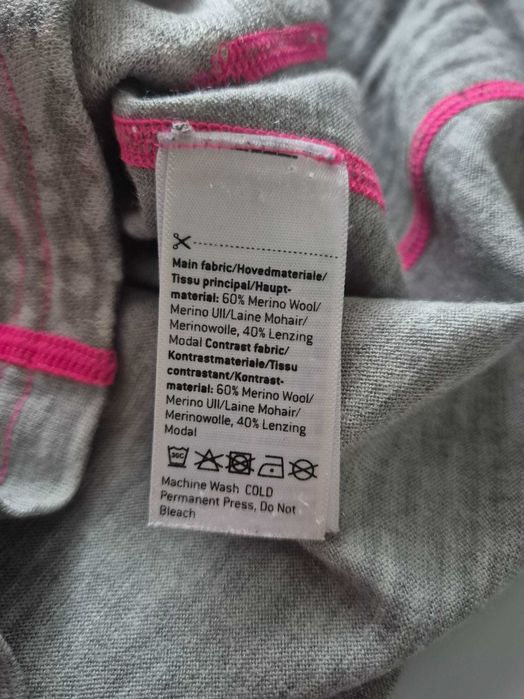 Main fabric/Hovedmateriale/
Tissu principal/Haupt-
material: 60% Merino Wool/
Merino Ull/Laine Mohair/
Merinowolle, 40% Lenzing
Modal Contrast fabric/
Kontrastmateriale/Tissu
contrastant/Kontrast-
material: 60% Merino Wool/
Merino Ull/Laine Mohair/
Merinowolle, 40% Lenzing
Modal
30C
Machine Wash COLD
Permanent Press, Do Not
Bleach